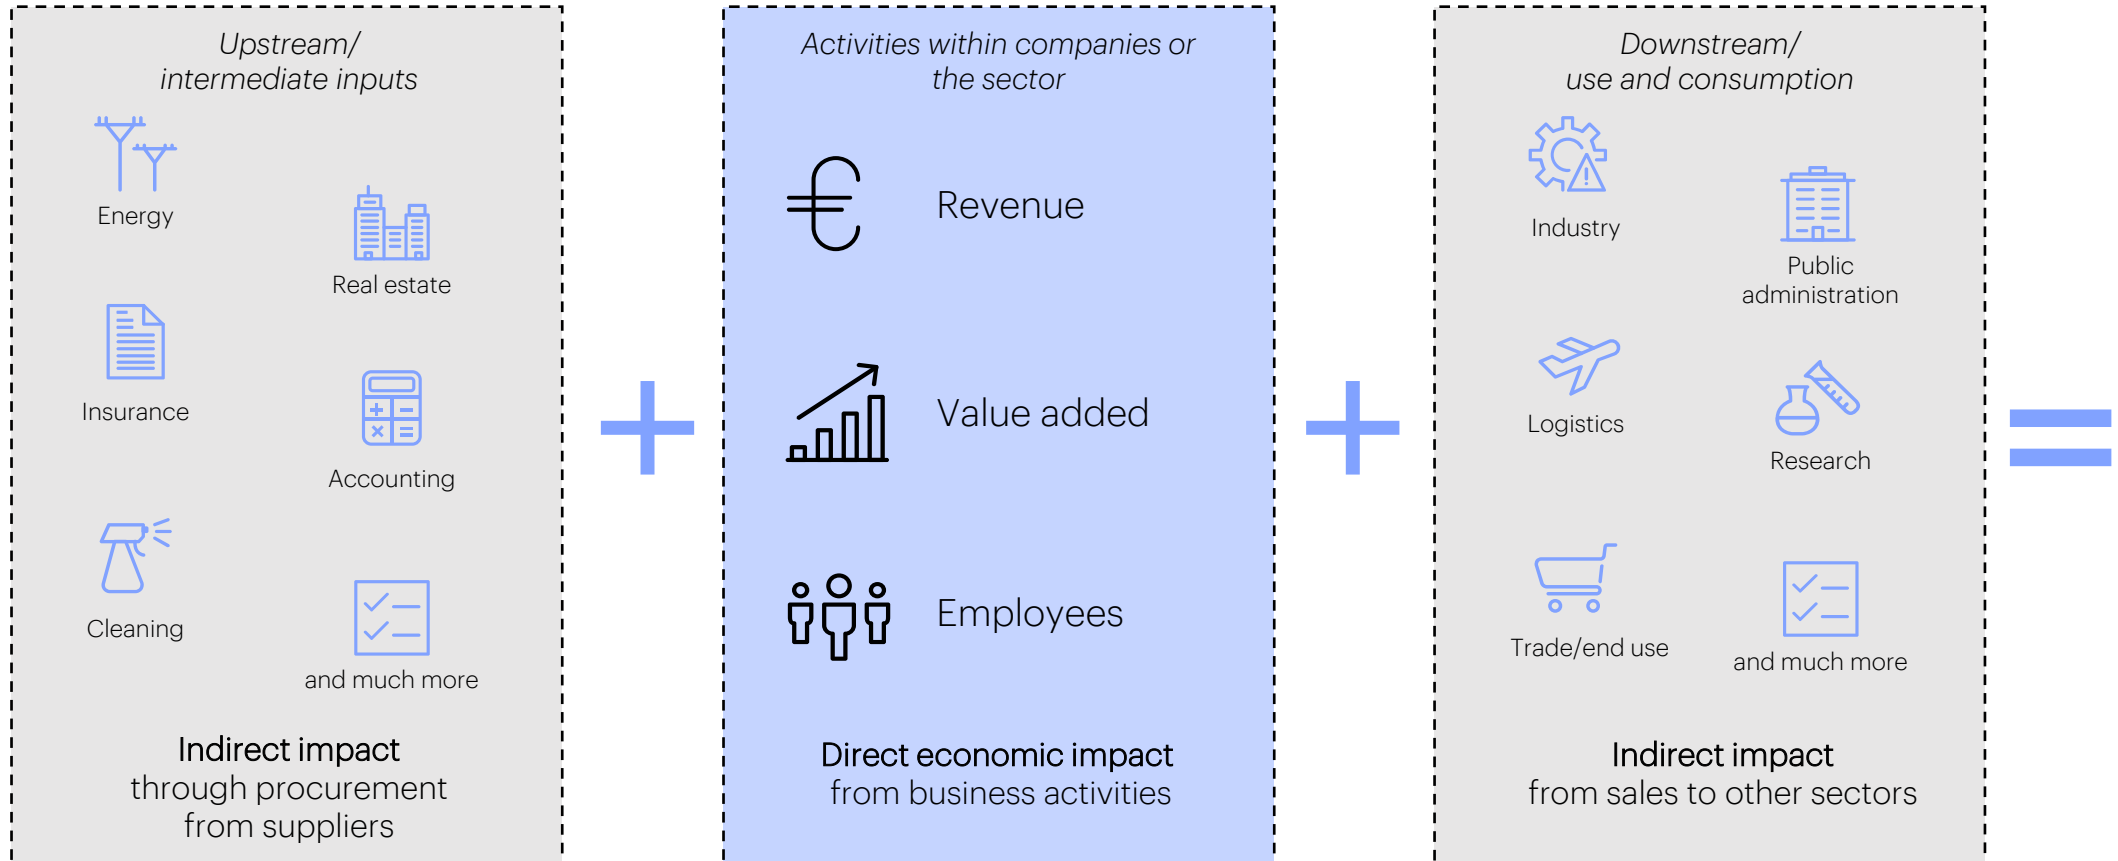 Upstream/
intermediate inputs
Energy
Real estate
Insurance
Accounting
Cleaning
and much more
Indirect impact
through procurement
from suppliers
+
Activities within companies or
the sector
Revenue
Value added
Employees
Direct economic impact
from business activities
+
Downstream/
use and consumption
Industry
Public
administration
Logistics
Research
Trade/end use
and much more
Indirect impact
from sales to other sectors
=